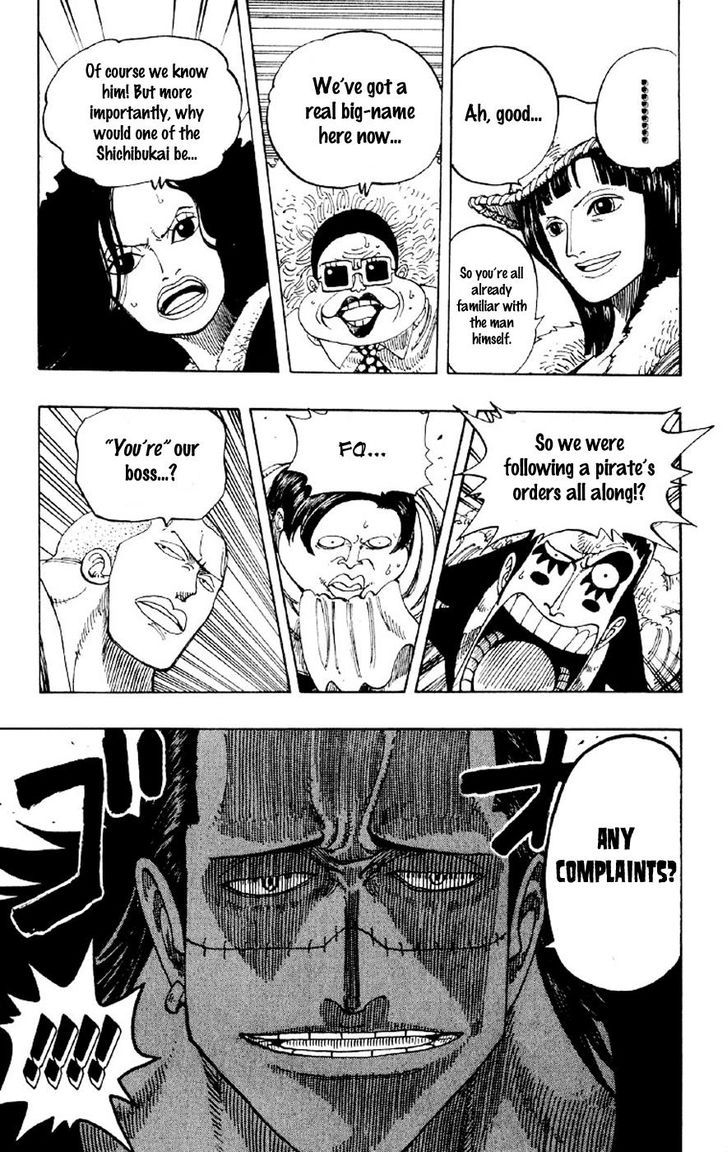 .........
Ah, good...
So you're all
already
familiar with
the man
himself.
We've got a
real big-name
here now...
Of course we know
him! But more
importantly, why
would one of the
Shichibukai be...
So we were
following a pirate's
orders all along!?
FO...
"You're" our
boss...?
ANY
COMPLAINTS?
ゴオ
!!!!